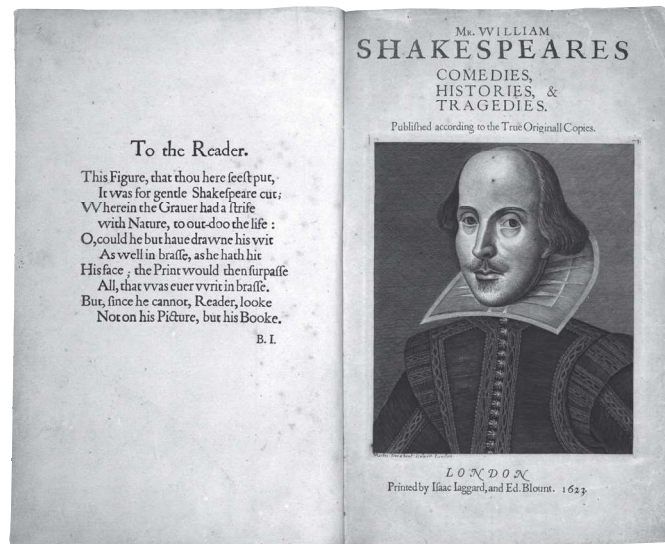 To the Reader.
This Figure, that thou here seeſt put,
It was for gentle Shakeſpeare cut;
VVherein the Grauer had a ſtrife
with Nature, to out-doo the life :
O, could he but haue drawne his wit
As well in braſſe, as he hath hit
His face ; the Print would then ſurpaſſe
All, that vvas euer vvrit in braſſe.
But, ſince he cannot, Reader, looke
Not on his Picture, but his Booke.
B. I.
Mr. WILLIAM
SHAKESPEARES
COMEDIES,
HISTORIES, &
TRAGEDIES.
Publiſhed according to the True Originall Copies.
LONDON
Printed by Iſaac Iaggard, and Ed. Blount. 1623.